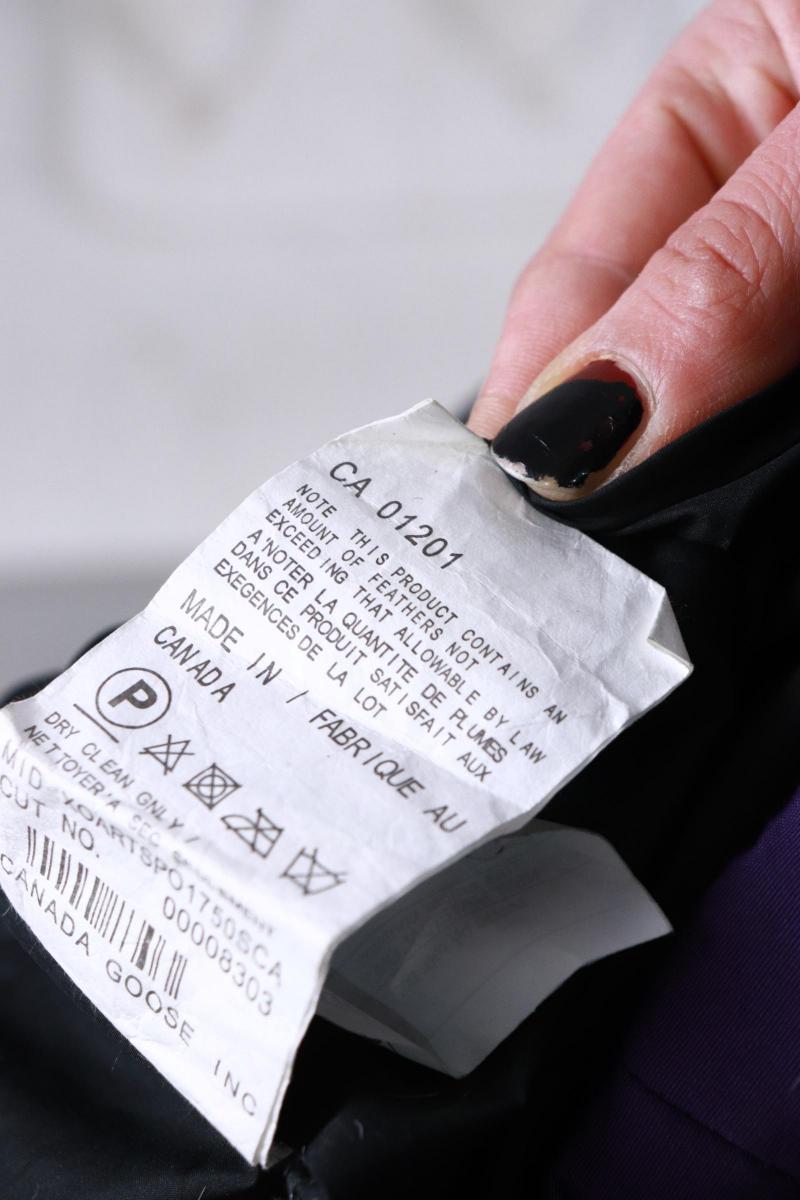 CA 01201
NOTE THIS PRODUCT CONTAINS AN
AMOUNT OF FEATHERS NOT
EXCEEDING THAT ALLOWABLE BY LAW
A'NOTER LA QUANTITE DE PLUMES
DANS CE PRODUIT SATISFAIT AUX
EXEGENCES DE LA LOT
MADE IN / FABRIQUE AU
CANADA
P
DRY CLEAN ONLY /
NETTOYER A SEC
MID
CUT NO. 00008303
CANADA GOOSE INC